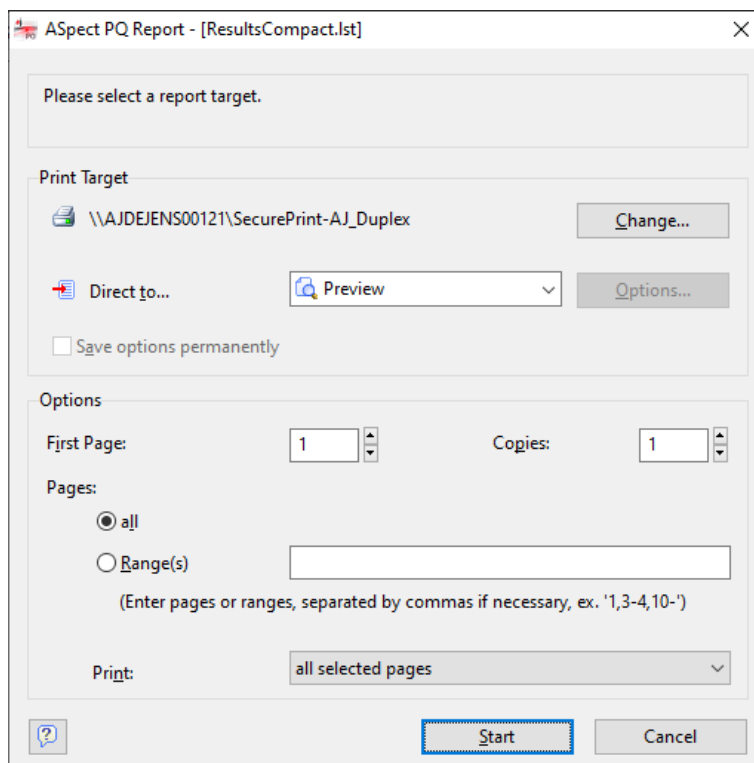 ASpect PQ Report - [ResultsCompact.lst]
Please select a report target.
Print Target
\\AJDEJENS00121\SecurePrint-AJ_Duplex
Change...
Direct to...
Preview
Options...
Save options permanently
Options
First Page:
1
Copies:
1
Pages:
all
Range(s)
(Enter pages or ranges, separated by commas if necessary, ex. '1,3-4,10-')
Print:
all selected pages
Start
Cancel